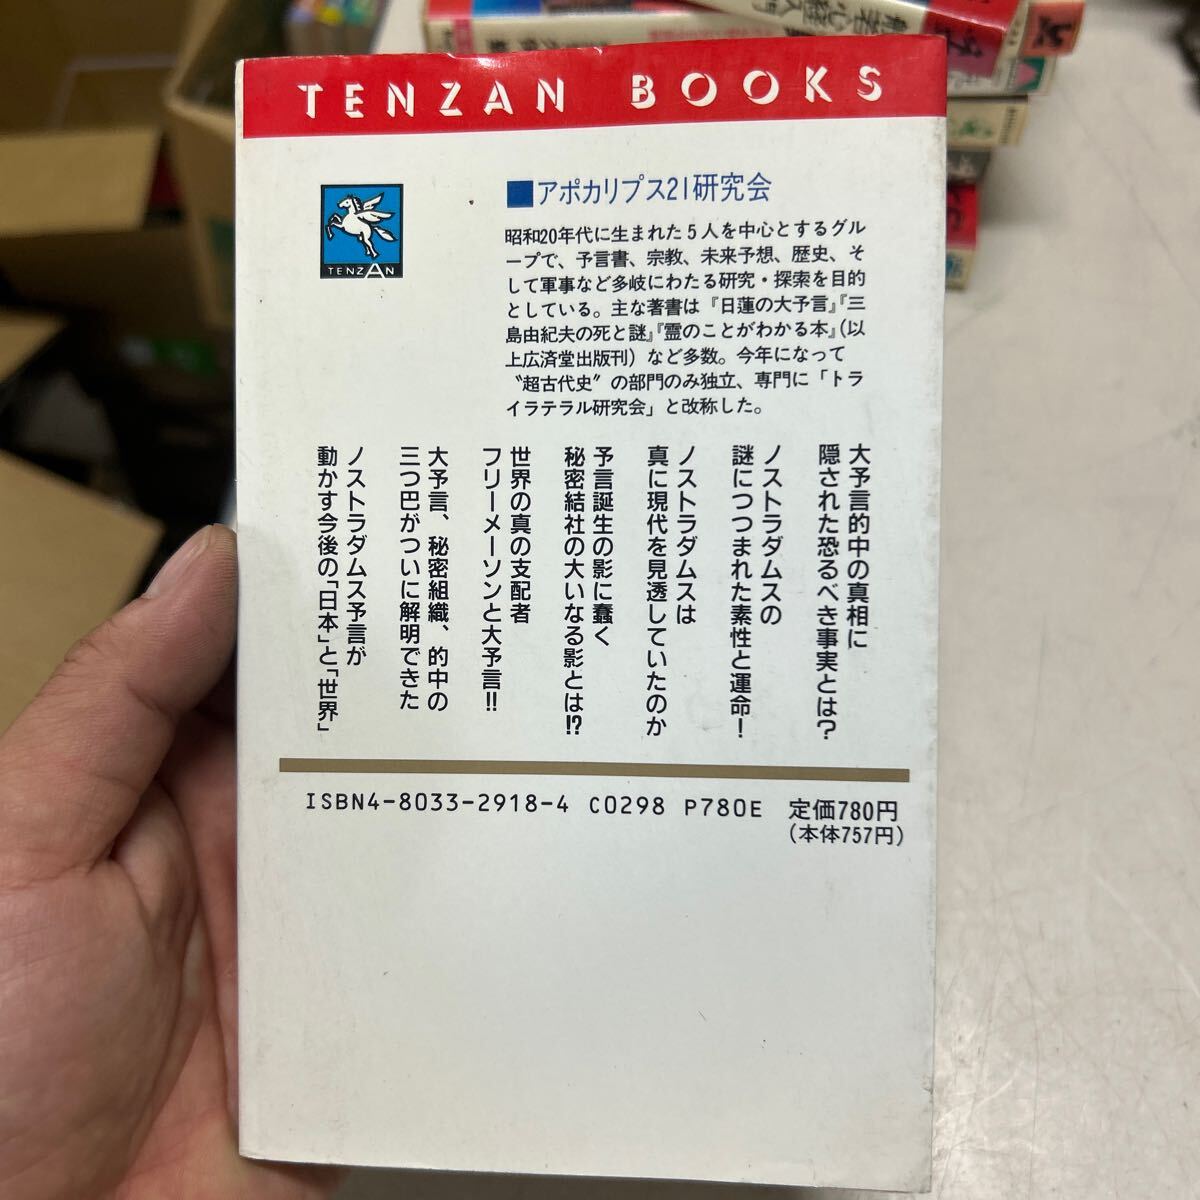 TENZAN BOOKS
TENZAN
■アポカリプス21研究会
昭和20年代に生まれた5人を中心とするグル
ープで、予言書、宗教、未来予想、歴史、そ
して軍事など多岐にわたる研究・探索を目的
としている。主な著書は『日蓮の大予言』『三
島由紀夫の死と謎』『霊のことがわかる本』(以
上広済堂出版刊)など多数。今年になって
〝超古代史〟の部門のみ独立、専門に「トラ
イラテラル研究会」と改称した。
大予言的中の真相に
隠された恐るべき事実とは?
ノストラダムスの
謎につつまれた素性と運命!
ノストラダムスは
真に現代を見透していたのか
予言誕生の影に蠢く
秘密結社の大いなる影とは!?
世界の真の支配者
フリーメーソンと大予言!!
大予言、秘密組織、的中の
三つ巴がついに解明できた
ノストラダムス予言が
動かす今後の「日本」と「世界」
ISBN4-8033-2918-4 C0298 P780E 定価780円
(本体757円)